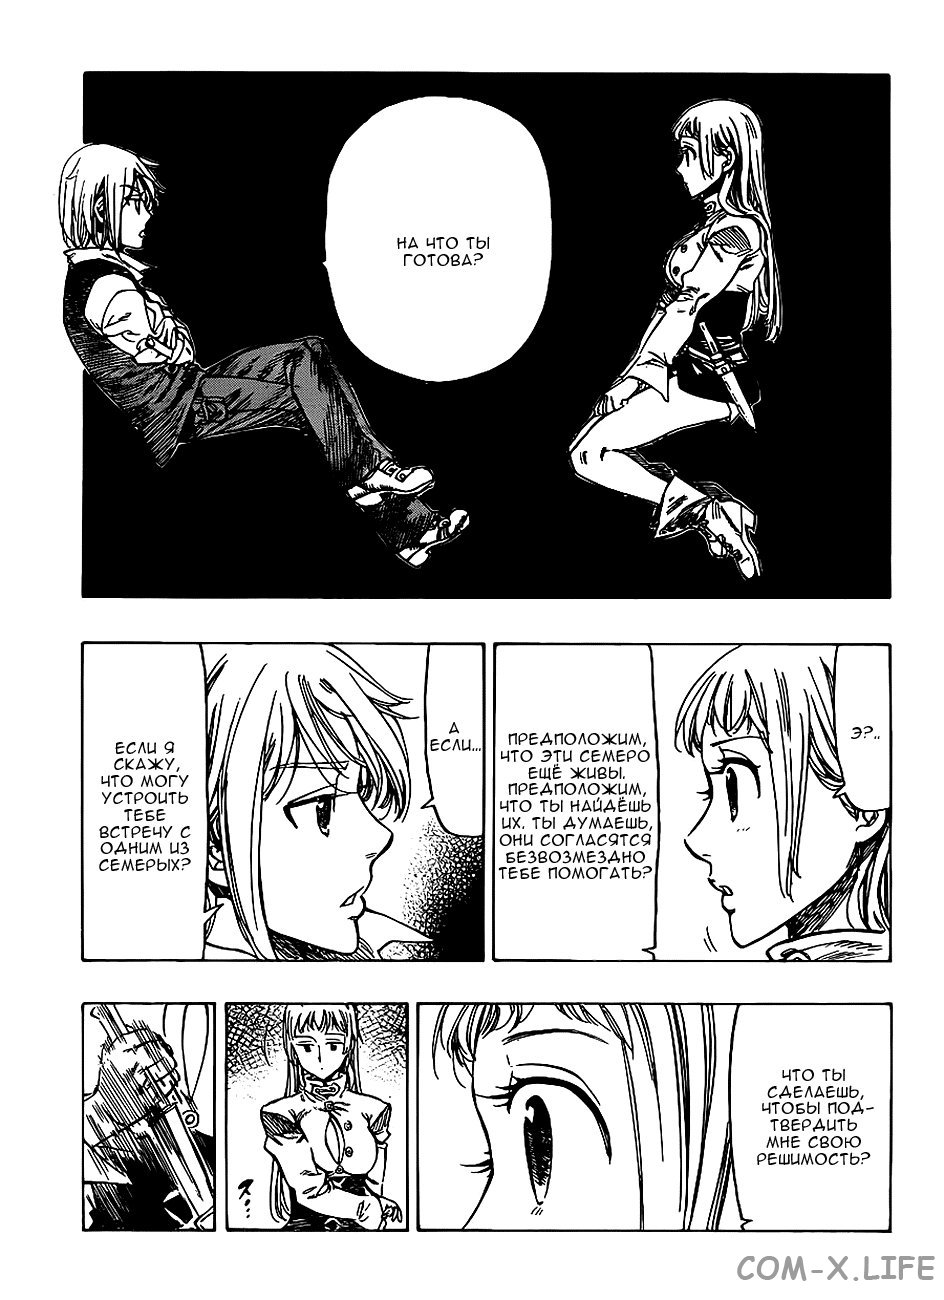 НА ЧТО ТЫ
ГОТОВА?
Э?..
ПРЕДПОЛОЖИМ,
ЧТО ЭТИ СЕМЕРО
ЕЩЁ ЖИВЫ.
ПРЕДПОЛОЖИМ,
ЧТО ТЫ НАЙДЁШЬ
ИХ. ТЫ ДУМАЕШЬ,
ОНИ СОГЛАСЯТСЯ
БЕЗВОЗМЕЗДНО
ТЕБЕ ПОМОГАТЬ?
А
ЕСЛИ...
ЕСЛИ Я
СКАЖУ,
ЧТО МОГУ
УСТРОИТЬ
ТЕБЕ
ВСТРЕЧУ С
ОДНИМ ИЗ
СЕМЕРЫХ?
ЧТО ТЫ
СДЕЛАЕШЬ,
ЧТОБЫ ПОД-
ТВЕРДИТЬ
МНЕ СВОЮ
РЕШИМОСТЬ?
ス…
COM-X.LIFE